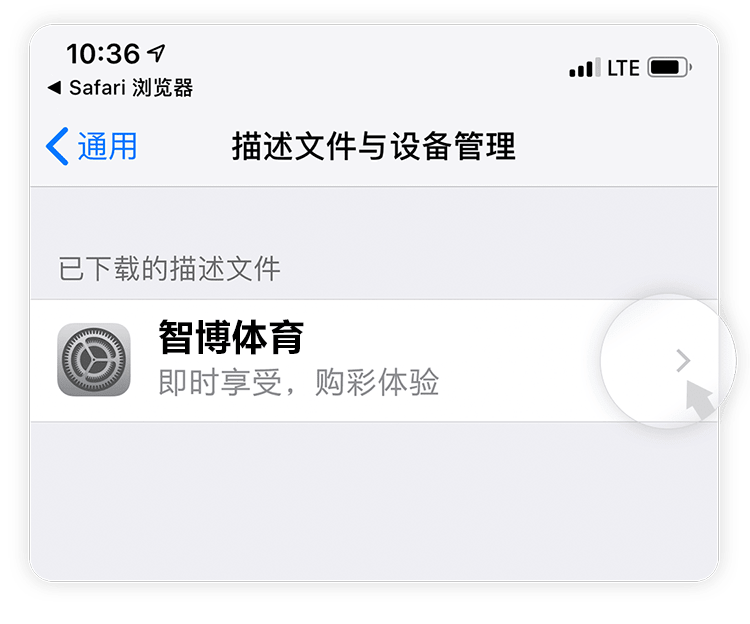 10:36
LTE
◀ Safari 浏览器
通用
描述文件与设备管理
已下载的描述文件
智博体育
即时享受，购彩体验